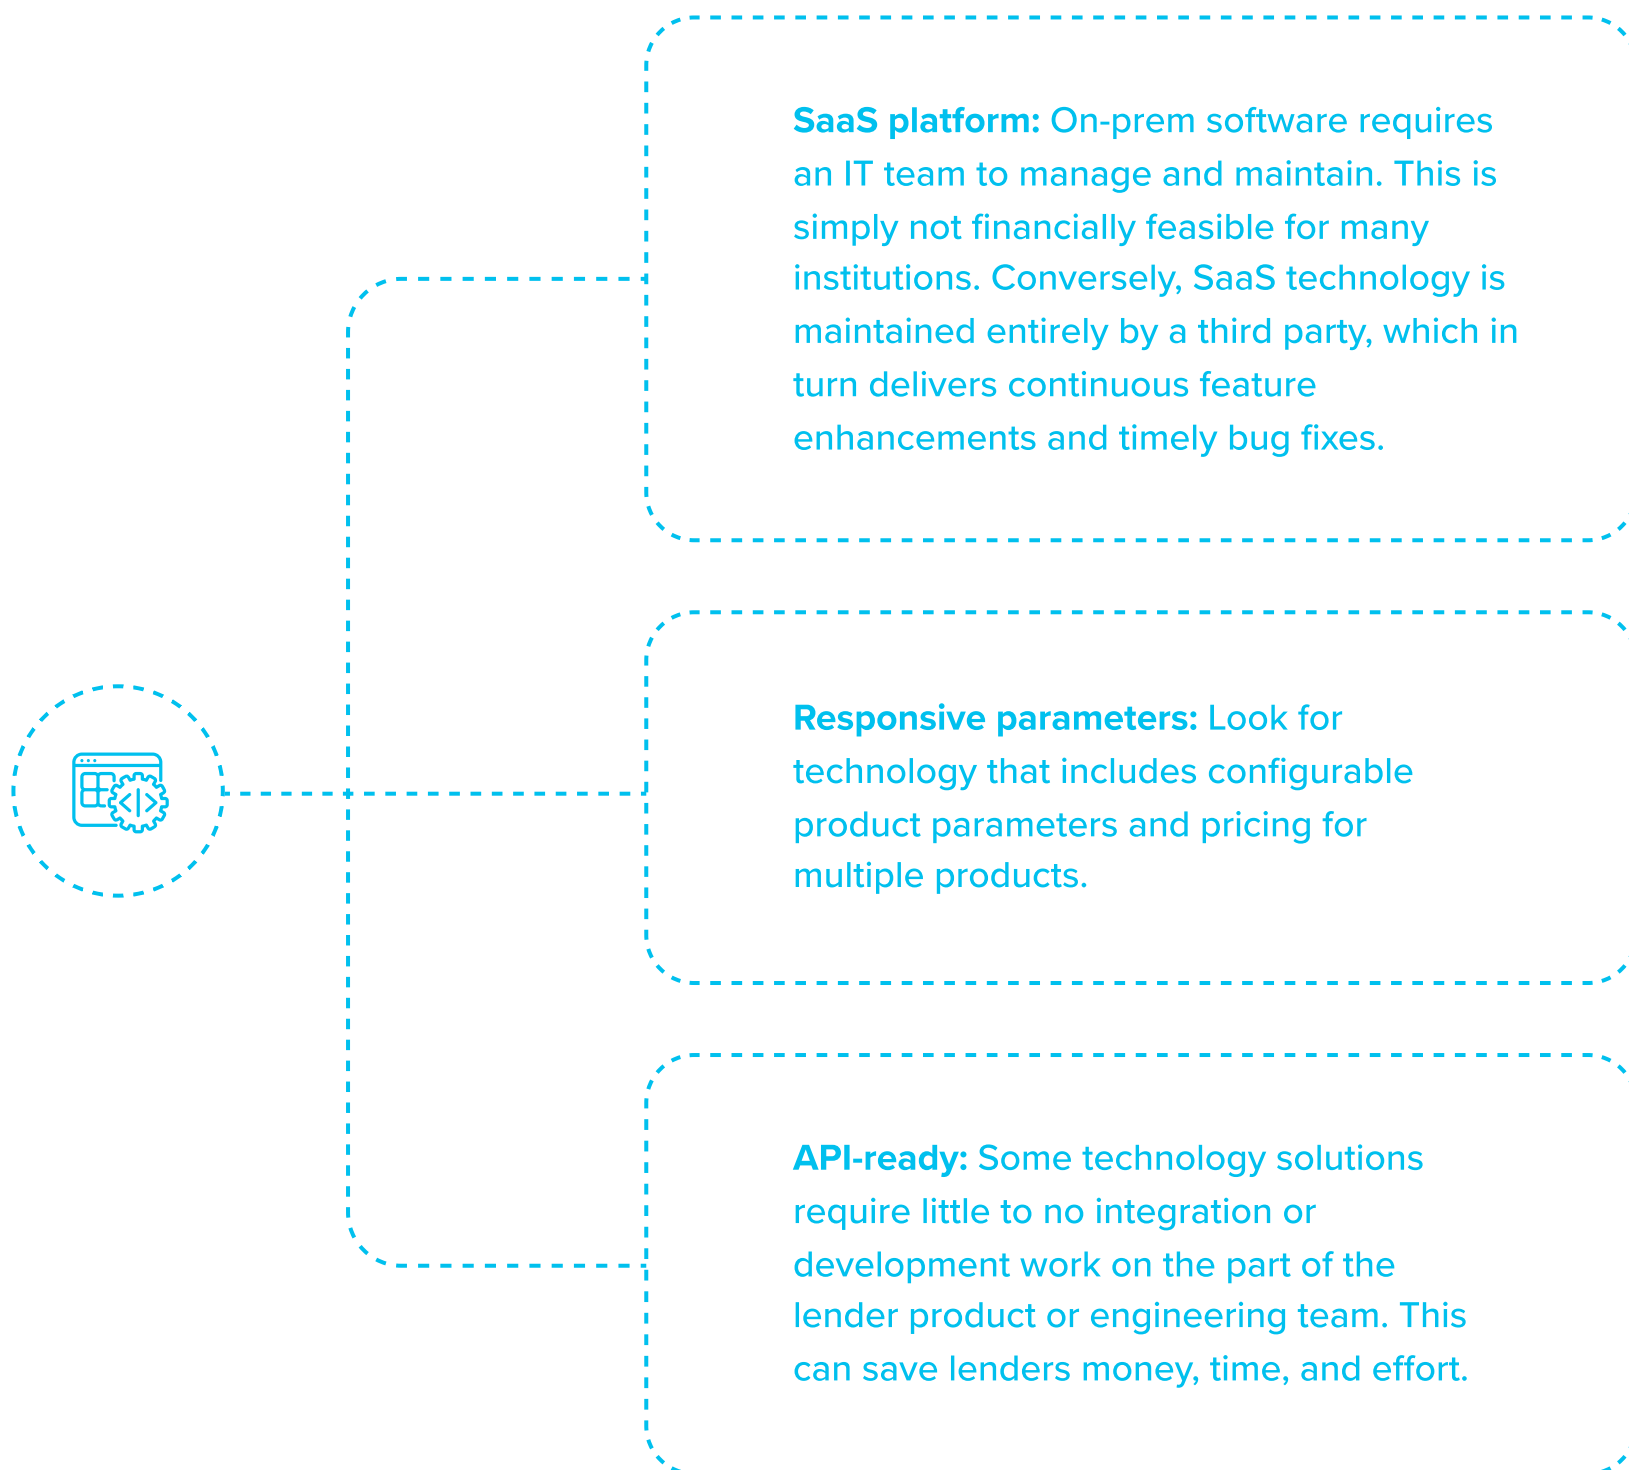 SaaS platform: On-prem software requires
an IT team to manage and maintain. This is
simply not financially feasible for many
institutions. Conversely, SaaS technology is
maintained entirely by a third party, which in
turn delivers continuous feature
enhancements and timely bug fixes.
Responsive parameters: Look for
technology that includes configurable
product parameters and pricing for
multiple products.
API-ready: Some technology solutions
require little to no integration or
development work on the part of the
lender product or engineering team. This
can save lenders money, time, and effort.